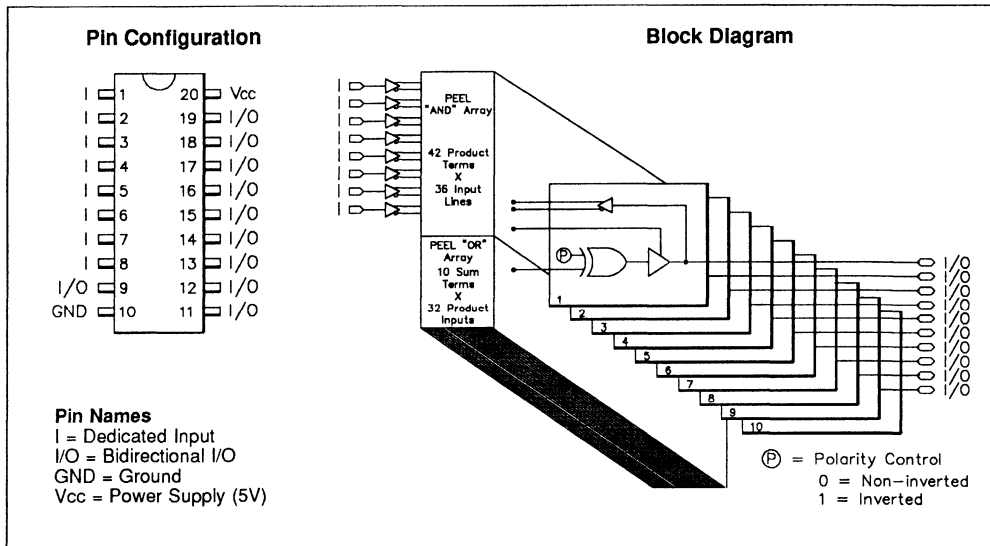 Pin Configuration
I 1 20 Vcc
I 2 19 I/O
I 3 18 I/O
I 4 17 I/O
I 5 16 I/O
I 6 15 I/O
I 7 14 I/O
I 8 13 I/O
I/O 9 12 I/O
GND 10 11 I/O
Pin Names
I = Dedicated Input
I/O = Bidirectional I/O
GND = Ground
Vcc = Power Supply (5V)
Block Diagram
I
I
I
I
I
I
I
I
PEEL
"AND" Array
42 Product
Terms
X
36 Input
Lines
PEEL "OR"
Array
10 Sum
Terms
X
32 Product
Inputs
P
1
2
3
4
5
6
7
8
9
10
I/O
I/O
I/O
I/O
I/O
I/O
I/O
I/O
I/O
I/O
P = Polarity Control
0 = Non-inverted
1 = Inverted